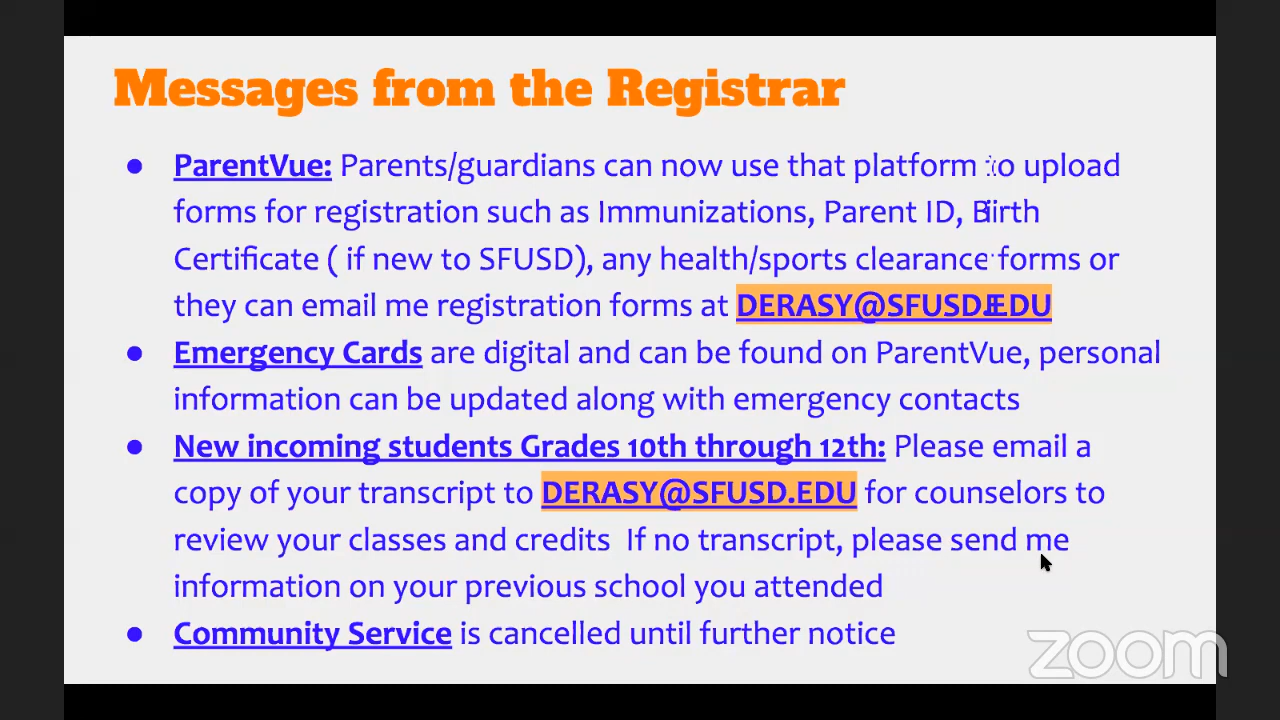 Messages from the Registrar
● ParentVue: Parents/guardians can now use that platform to upload
forms for registration such as Immunizations, Parent ID, Birth
Certificate ( if new to SFUSD), any health/sports clearance forms or
they can email me registration forms at DERASY@SFUSD.EDU
● Emergency Cards are digital and can be found on ParentVue, personal
information can be updated along with emergency contacts
● New incoming students Grades 10th through 12th: Please email a
copy of your transcript to DERASY@SFUSD.EDU for counselors to
review your classes and credits  If no transcript, please send me
information on your previous school you attended
● Community Service is cancelled until further notice
zoom